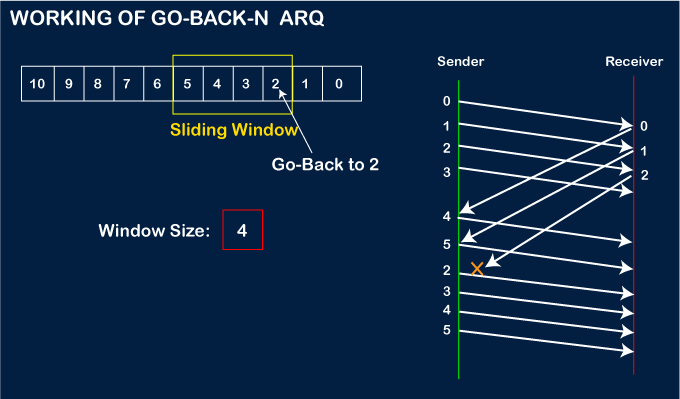 WORKING OF GO-BACK-N ARQ
10 9 8 7 6 5 4 3 2 1 0
Sliding Window
Go-Back to 2
Window Size: 4
Sender Receiver
0
1
2
3
4
5
2
3
4
5
0
1
2